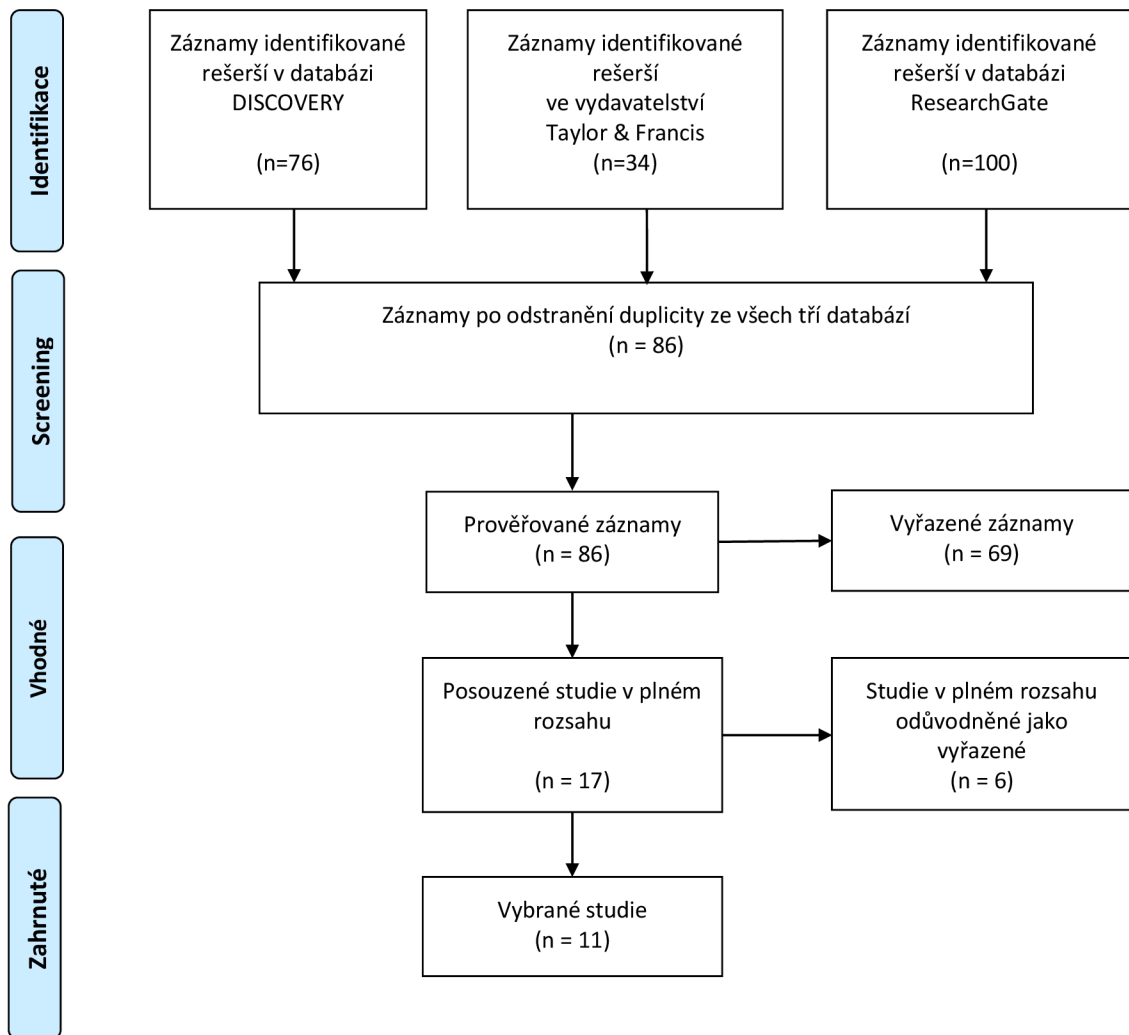 Identifikace
Záznamy identifikované
rešerší v databázi
DISCOVERY
(n=76)
Záznamy identifikované
rešerší
ve vydavatelství
Taylor & Francis
(n=34)
Záznamy identifikované
rešerší v databázi
ResearchGate
(n=100)
Screening
Záznamy po odstranění duplicity ze všech tří databází
(n = 86)
Prověřované záznamy
(n = 86)
Vyřazené záznamy
(n = 69)
Vhodné
Posouzené studie v plném
rozsahu
(n = 17)
Studie v plném rozsahu
odůvodněné jako
vyřazené
(n = 6)
Zahrnuté
Vybrané studie
(n = 11)